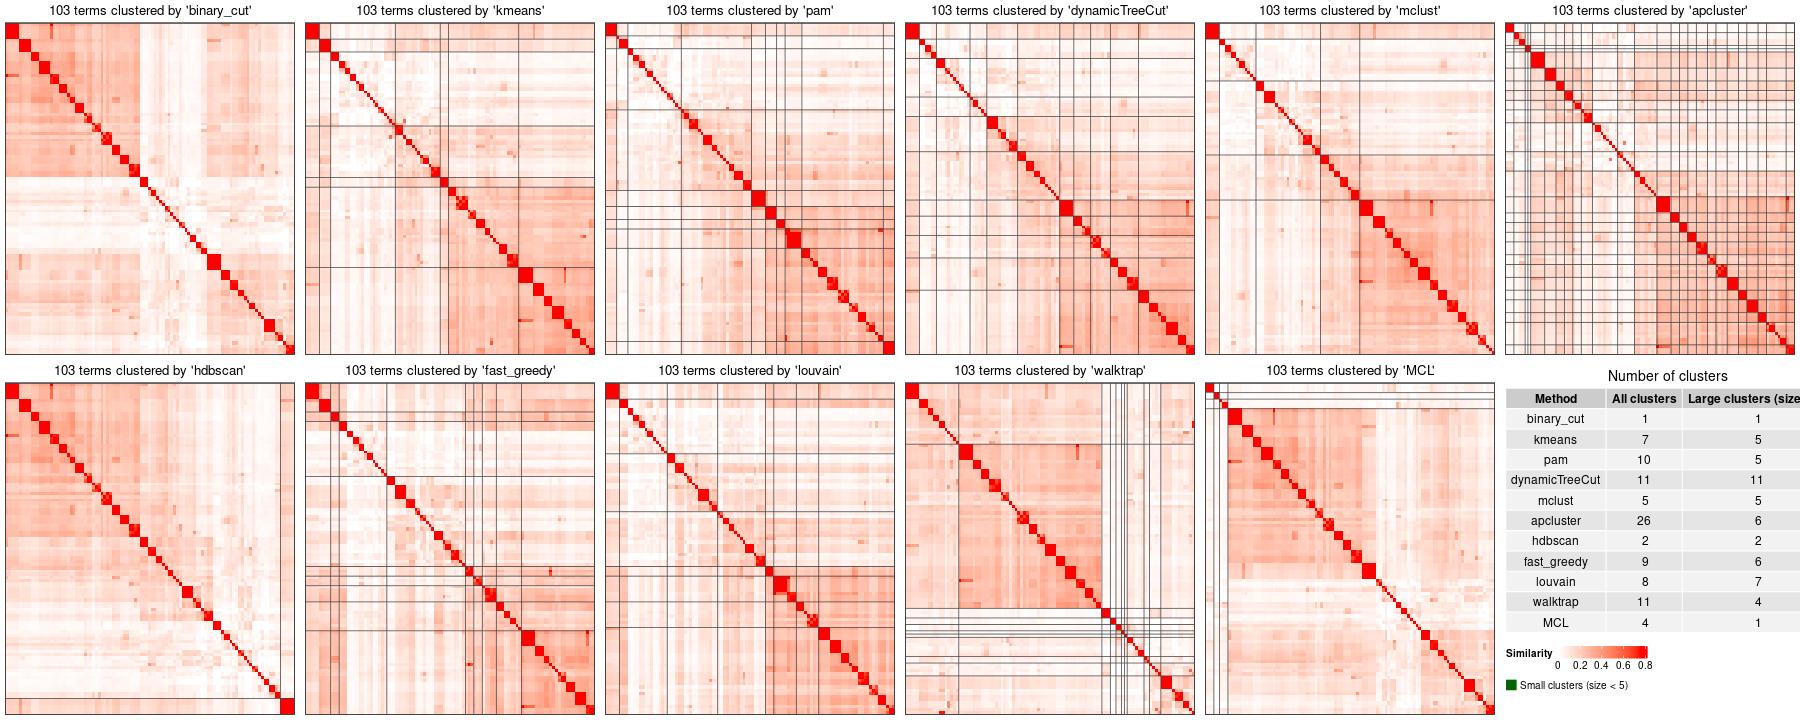 103 terms clustered by 'binary_cut'
103 terms clustered by 'kmeans'
103 terms clustered by 'pam'
103 terms clustered by 'dynamicTreeCut'
103 terms clustered by 'mclust'
103 terms clustered by 'apcluster'
103 terms clustered by 'hdbscan'
103 terms clustered by 'fast_greedy'
103 terms clustered by 'louvain'
103 terms clustered by 'walktrap'
103 terms clustered by 'MCL'
Number of clusters
Method All clusters Large clusters (size
binary_cut 1 1
kmeans 7 5
pam 10 5
dynamicTreeCut 11 11
mclust 5 5
apcluster 26 6
hdbscan 2 2
fast_greedy 9 6
louvain 8 7
walktrap 11 4
MCL 4 1
Similarity
0 0.2 0.4 0.6 0.8
Small clusters (size < 5)